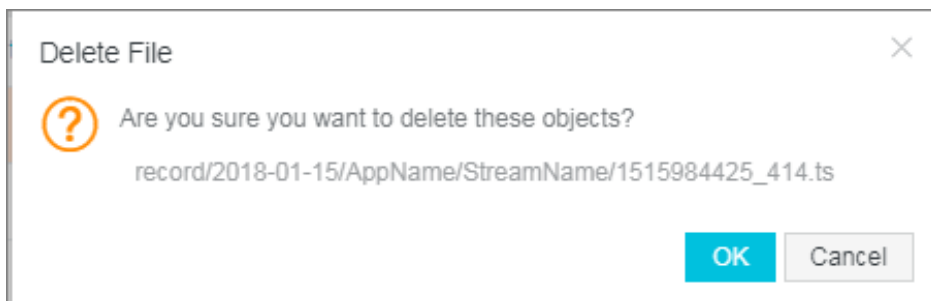 Delete File
Are you sure you want to delete these objects?
record/2018-01-15/AppName/StreamName/1515984425_414.ts
OK
Cancel